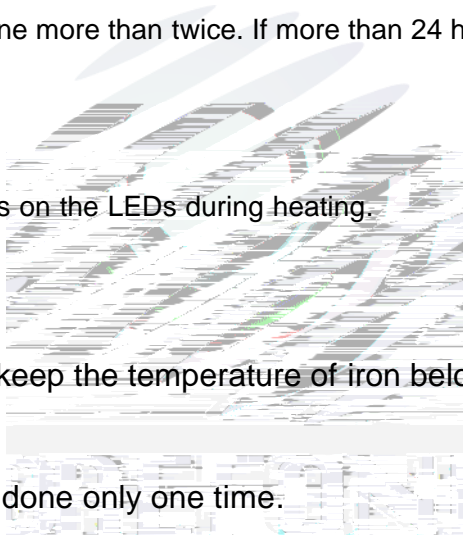 ne more than twice. If more than 24 h
s on the LEDs during heating.
keep the temperature of iron belo
done only one time.